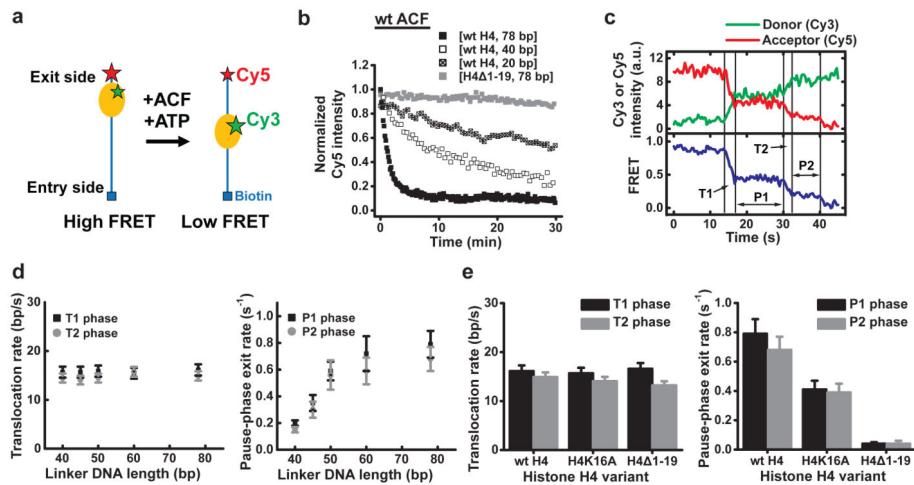 a
Exit side
Cy5
+ACF
+ATP
Cy3
Entry side
Biotin
High FRET
Low FRET
b
wt ACF
[wt H4, 78 bp]
[wt H4, 40 bp]
[wt H4, 20 bp]
[H4Δ1-19, 78 bp]
Normalized
Cy5 intensity
1.2
1.0
0.8
0.6
0.4
0.2
0.0
0 10 20 30
Time (min)
c
Donor (Cy3)
Acceptor (Cy5)
Cy3 or Cy5
intensity (a.u.)
12
8
4
0
T2
P2
FRET
1.0
0.5
0.0
T1
P1
0 10 20 30 40
Time (s)
d
Translocation rate (bp/s)
30
20
10
0
T1 phase
T2 phase
40 50 60 70 80
Linker DNA length (bp)
Pause-phase exit rate (s⁻¹)
1.0
0.8
0.6
0.4
0.2
0.0
P1 phase
P2 phase
40 50 60 70 80
Linker DNA length (bp)
e
Translocation rate (bp/s)
30
20
10
0
T1 phase
T2 phase
wt H4 H4K16A H4Δ1-19
Histone H4 variant
Pause-phase exit rate (s⁻¹)
1.0
0.8
0.6
0.4
0.2
0.0
P1 phase
P2 phase
wt H4 H4K16A H4Δ1-19
Histone H4 variant